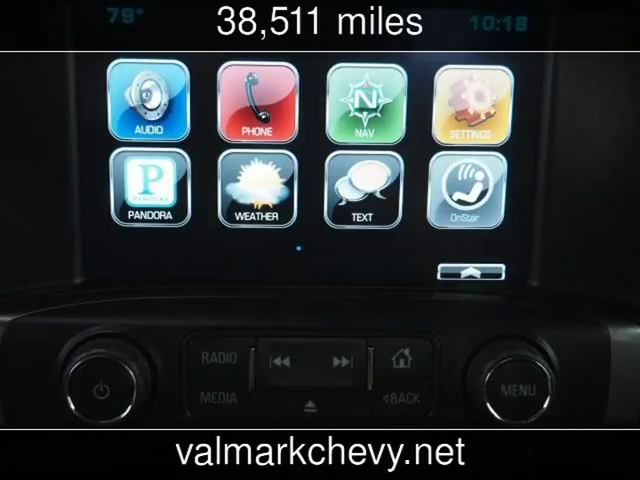 38,511 miles
78° 10:18
AUDIO PHONE NAV SETTINGS
P
PANDORA
PANDORA WEATHER TEXT OnStar
RADIO
MEDIA ◁BACK MENU
valmarkchevy.net